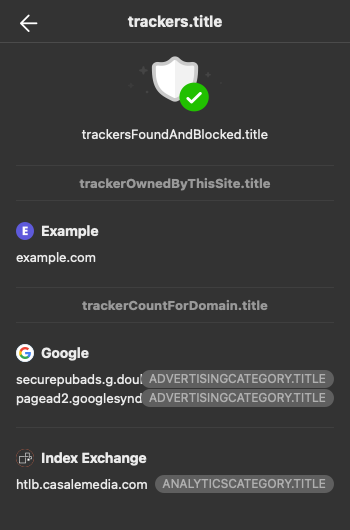 trackers.title
trackersFoundAndBlocked.title
trackerOwnedByThisSite.title
E Example
example.com
trackerCountForDomain.title
G Google
securepubads.g.doul ADVERTISINGCATEGORY.TITLE
pagead2.googlesynd ADVERTISINGCATEGORY.TITLE
Index Exchange
htlb.casalemedia.com ANALYTICSCATEGORY.TITLE